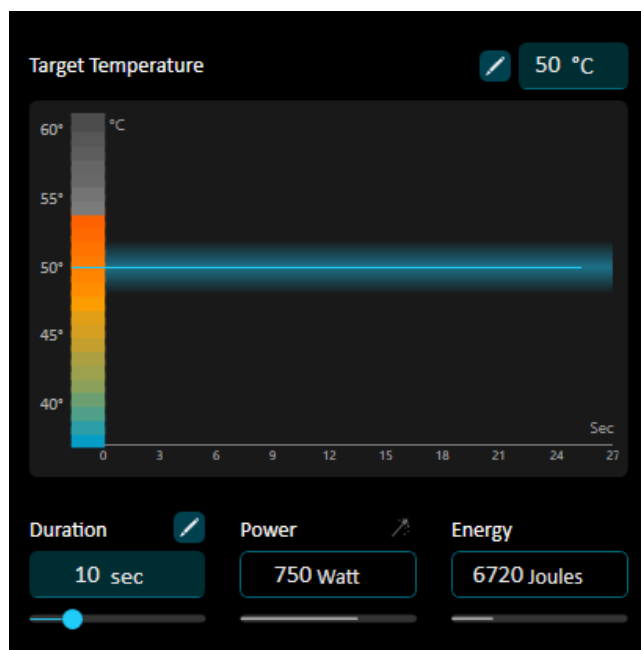 Target Temperature 50 °C
60° °C
55°
50°
45°
40°
Sec
0 3 6 9 12 15 18 21 24 27
Duration Power Energy
10 sec 750 Watt 6720 Joules